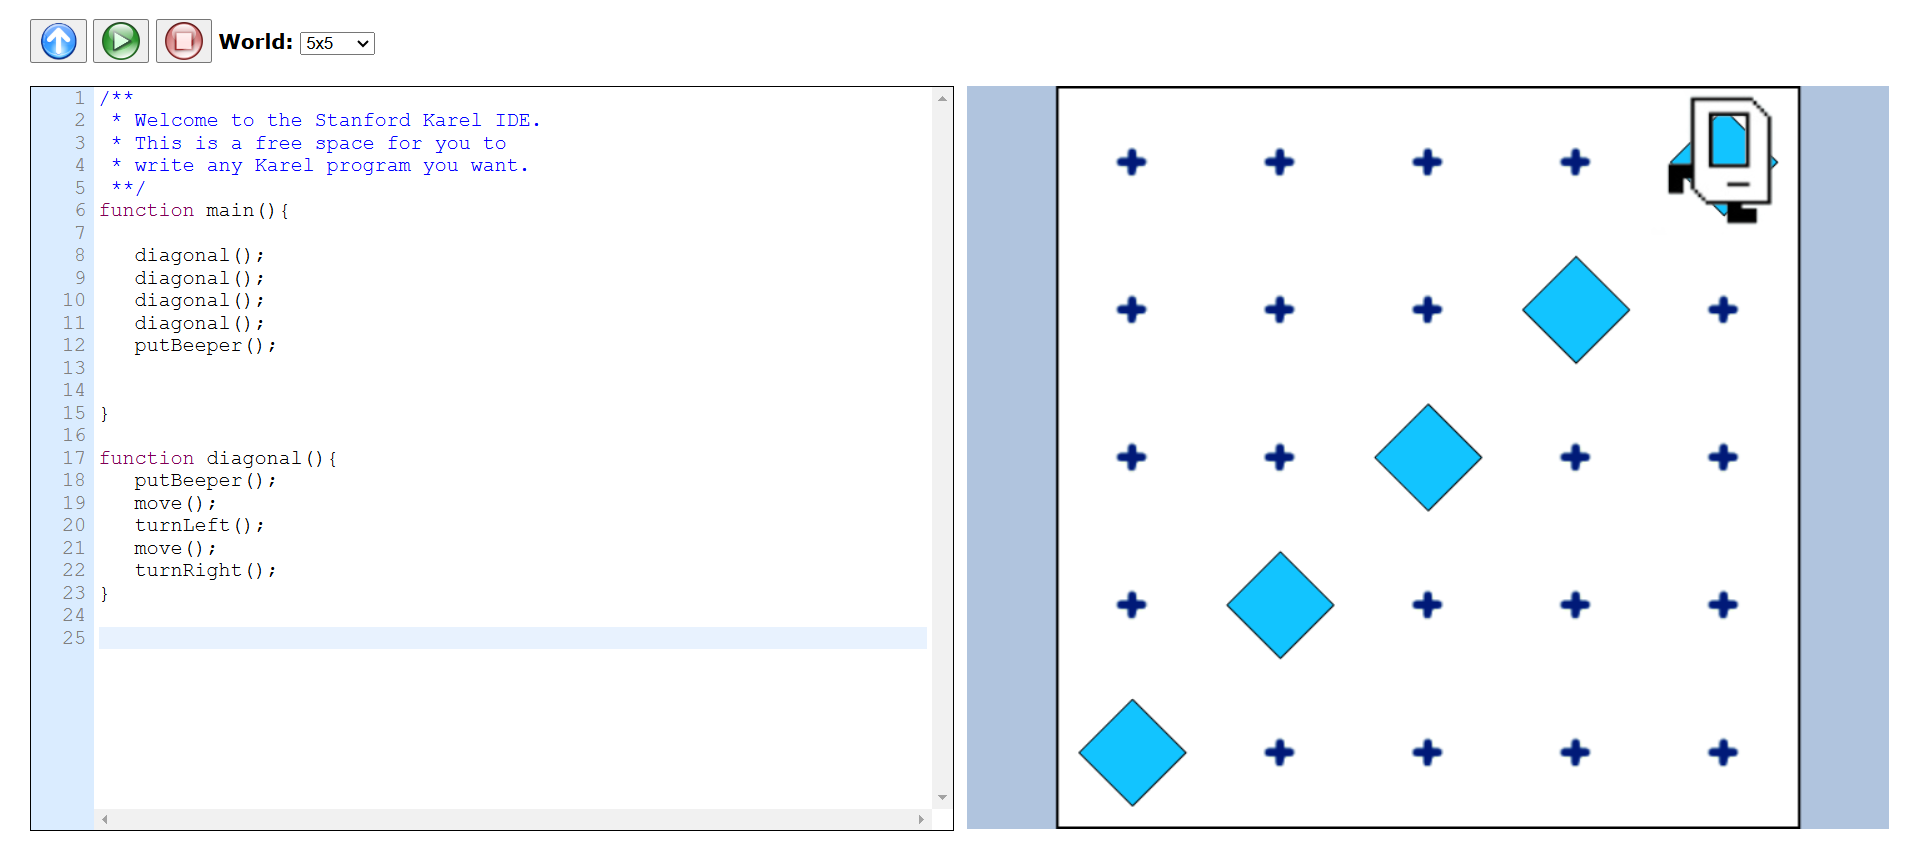 World: 5x5
1 /**
2 * Welcome to the Stanford Karel IDE.
3 * This is a free space for you to
4 * write any Karel program you want.
5 **/
6 function main(){
7
8 diagonal();
9 diagonal();
10 diagonal();
11 diagonal();
12 putBeeper();
13
14
15 }
16
17 function diagonal(){
18 putBeeper();
19 move();
20 turnLeft();
21 move();
22 turnRight();
23 }
24
25